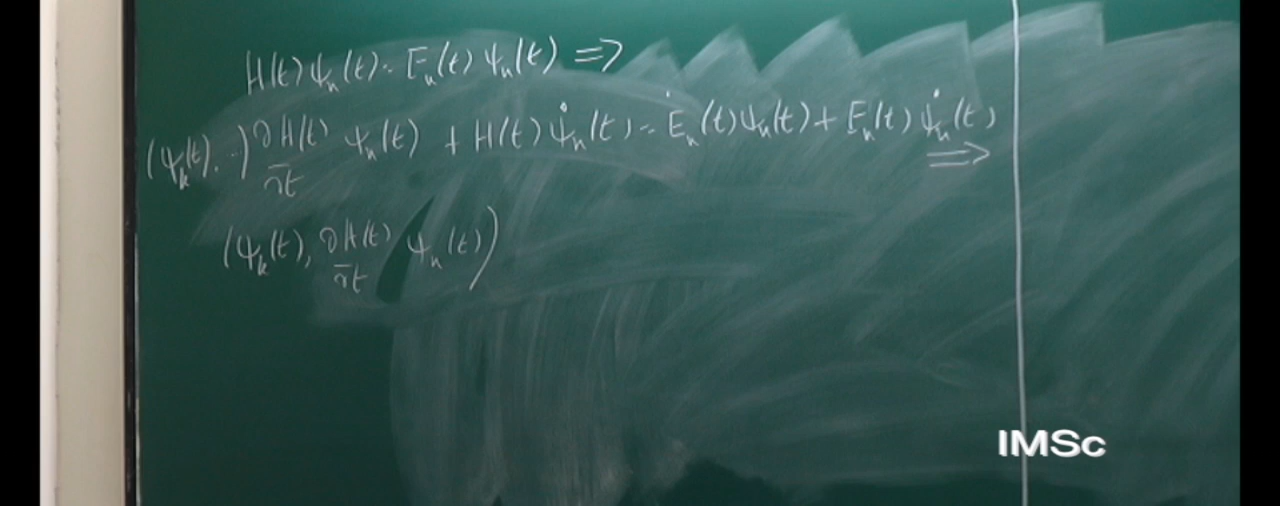 H(t) ψₙ(t) = Eₙ(t) ψₙ(t) ⇒
(ψₖ(t), ··) ∂H(t)/∂t ψₙ(t) + H(t) ψ̇ₙ(t) = Ėₙ(t) ψₙ(t) + Eₙ(t) ψ̇ₙ(t) ⇒
(ψₖ(t), ∂H(t)/∂t ψₙ(t))
IMSc